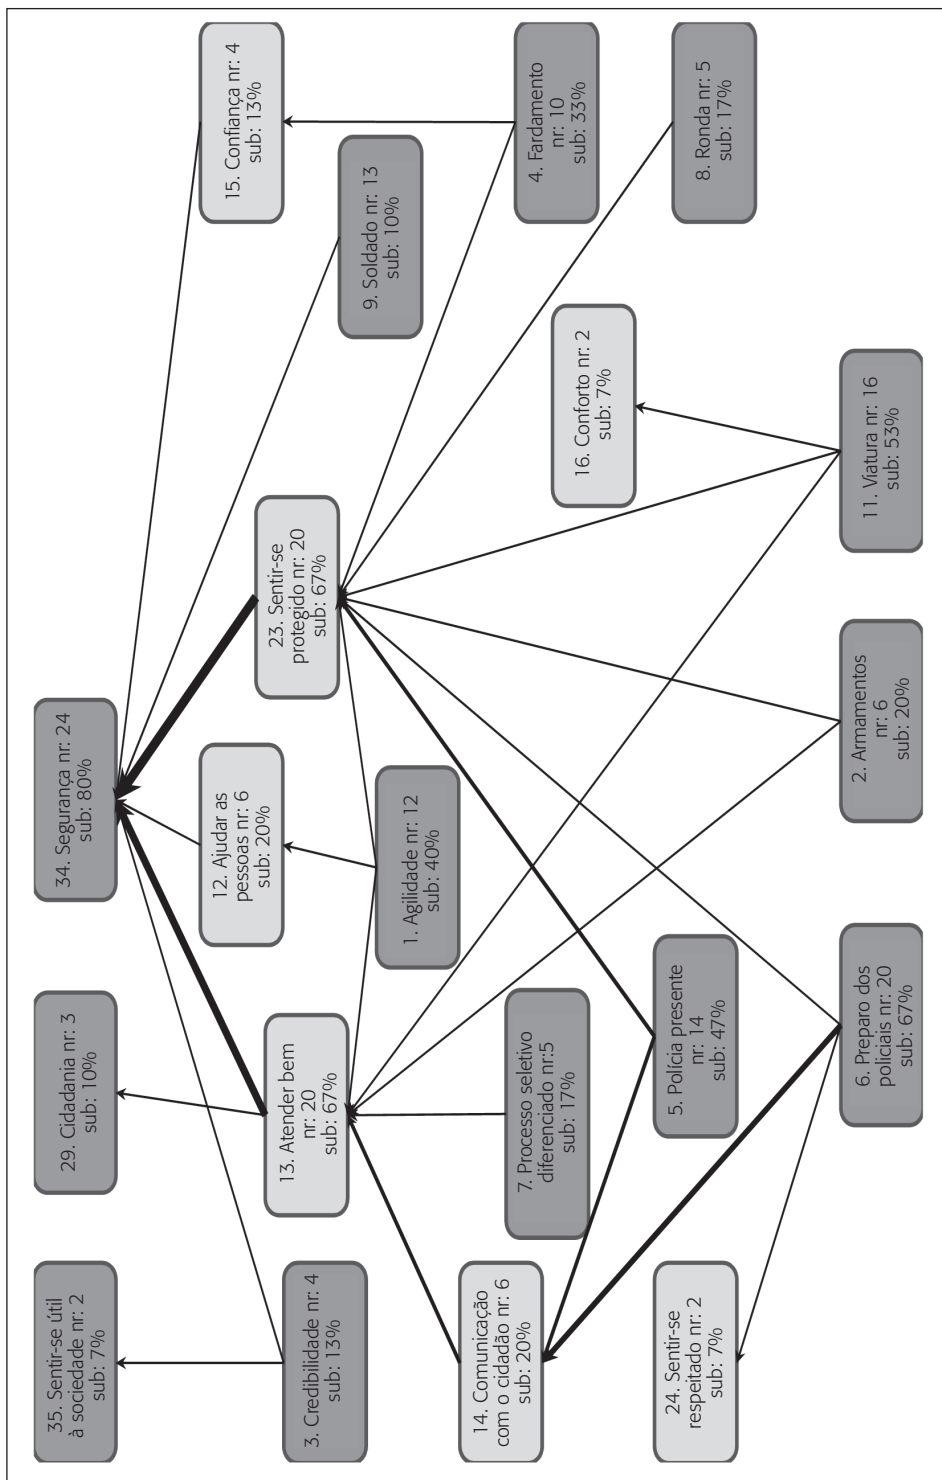 35. Sentir-se útil
à sociedade nr: 2
sub: 7%
29. Cidadania nr: 3
sub: 10%
34. Segurança nr: 24
sub: 80%
3. Credibilidade nr: 4
sub: 13%
13. Atender bem
nr: 20
sub: 67%
12. Ajudar as
pessoas nr: 6
sub: 20%
23. Sentir-se
protegido nr: 20
sub: 67%
15. Confiança nr: 4
sub: 13%
9. Soldado nr: 13
sub: 10%
1. Agilidade nr: 12
sub: 40%
14. Comunicação
com o cidadão nr: 6
sub: 20%
7. Processo seletivo
diferenciado nr:5
sub: 17%
4. Fardamento
nr: 10
sub: 33%
16. Conforto nr: 2
sub: 7%
24. Sentir-se
respeitado nr: 2
sub: 7%
5. Polícia presente
nr: 14
sub: 47%
8. Ronda nr: 5
sub: 17%
6. Preparo dos
policiais nr: 20
sub: 67%
2. Armamentos
nr: 6
sub: 20%
11. Viatura nr: 16
sub: 53%